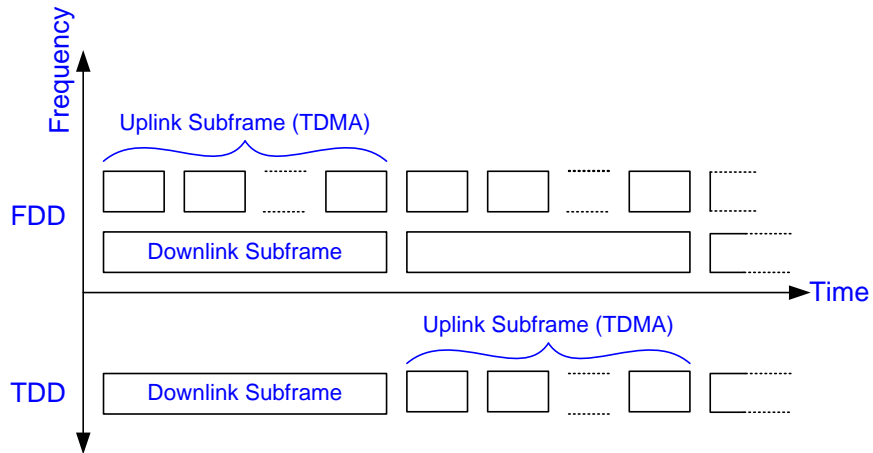 Frequency
Uplink Subframe (TDMA)
FDD
Downlink Subframe
Time
Uplink Subframe (TDMA)
TDD
Downlink Subframe